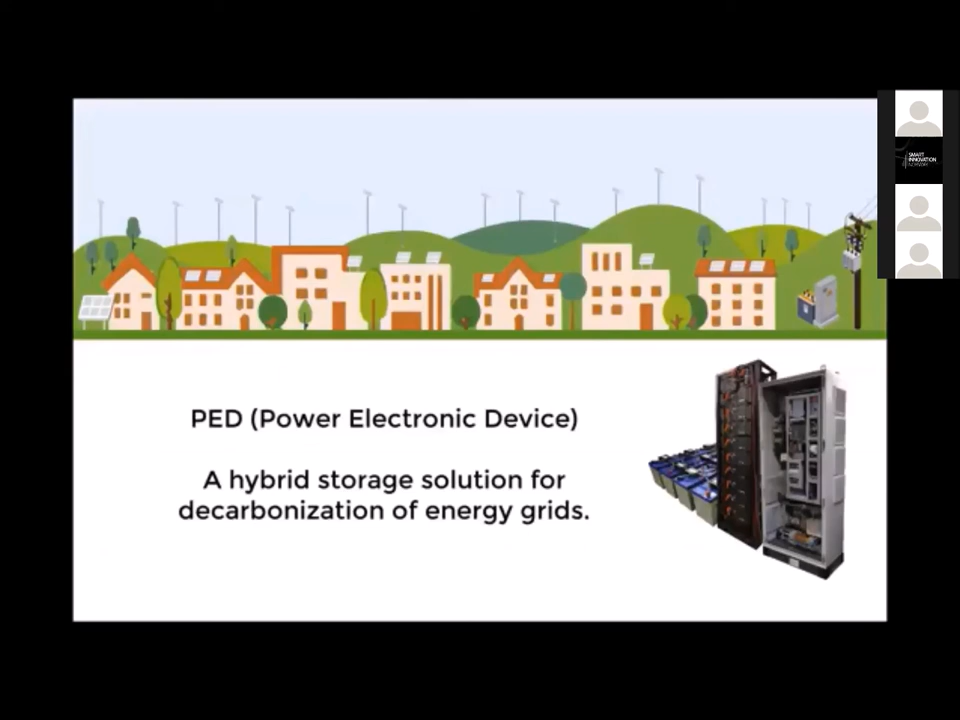 SMART
INNOVATION
PED (Power Electronic Device)
A hybrid storage solution for
decarbonization of energy grids.